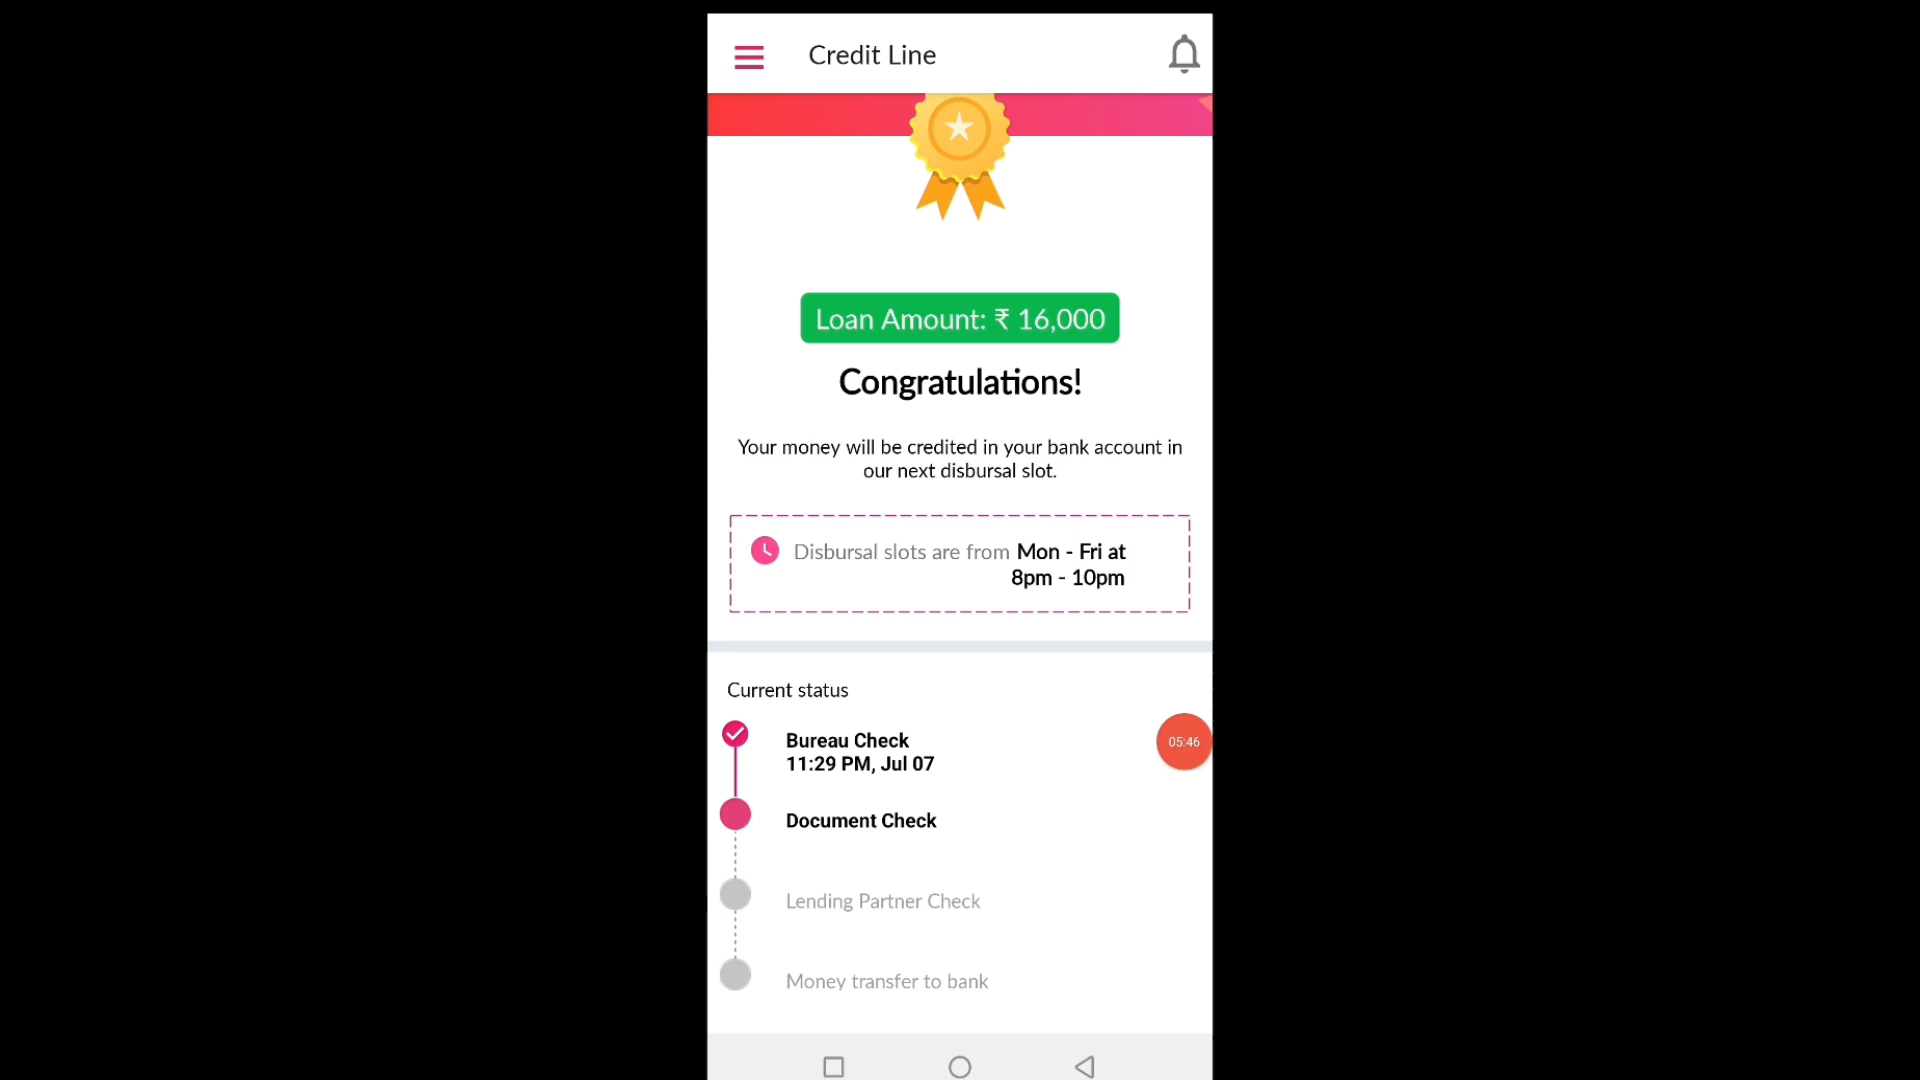 Credit Line
Loan Amount: ₹ 16,000
Congratulations!
Your money will be credited in your bank account in
our next disbursal slot.
Disbursal slots are from Mon - Fri at
8pm - 10pm
Current status
Bureau Check
11:29 PM, Jul 07
05:46
Document Check
Lending Partner Check
Money transfer to bank